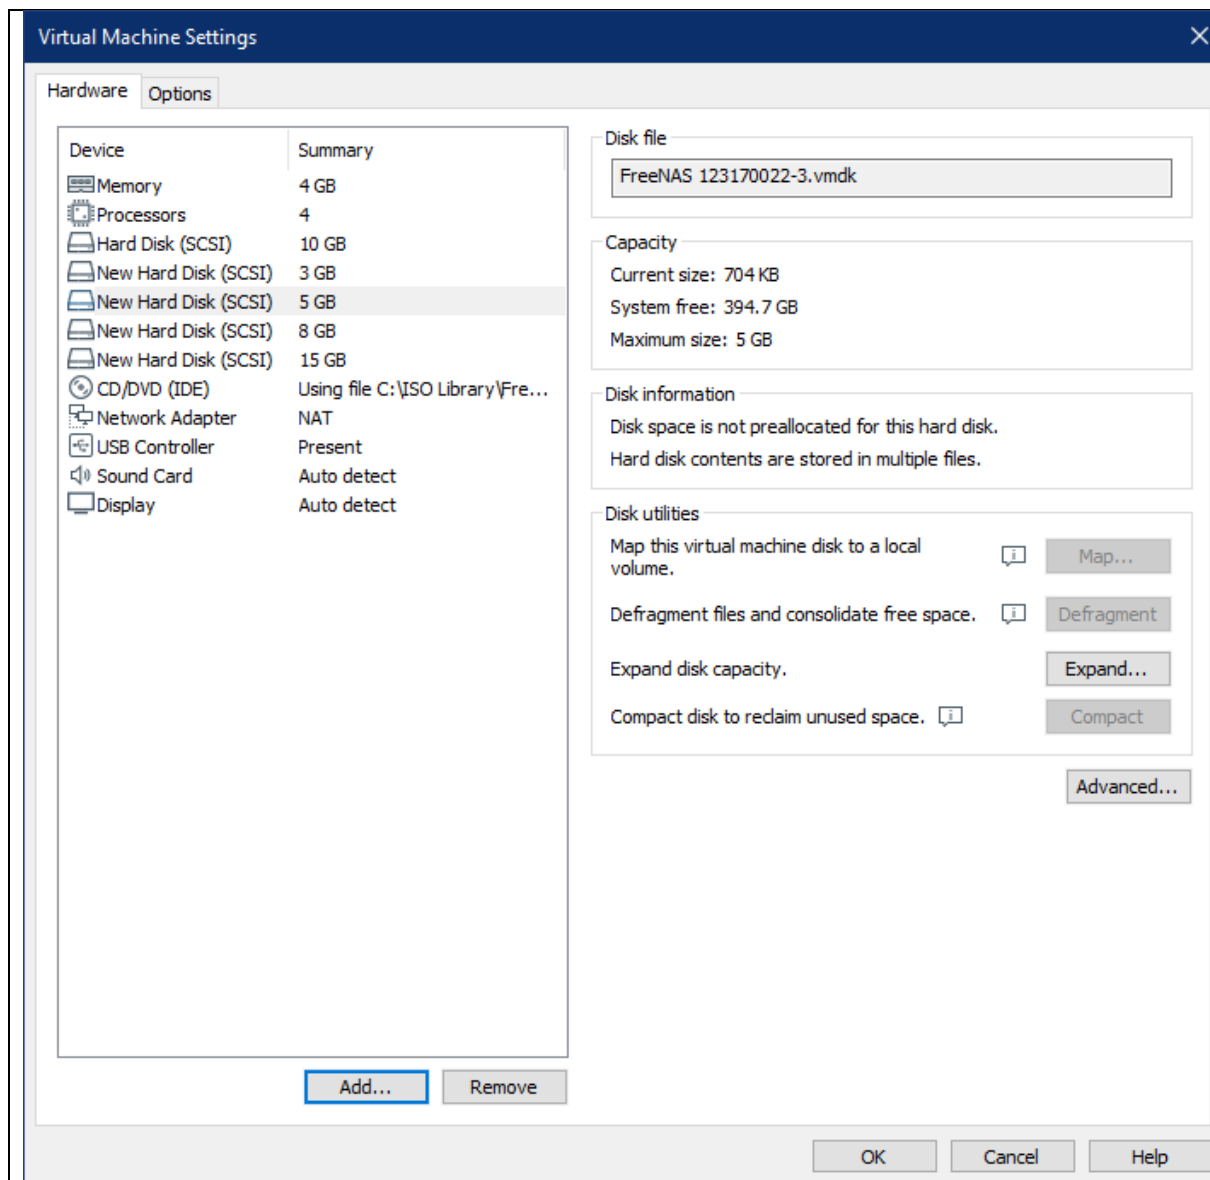 Virtual Machine Settings
Hardware
Options
Device Summary
Memory 4 GB
Processors 4
Hard Disk (SCSI) 10 GB
New Hard Disk (SCSI) 3 GB
New Hard Disk (SCSI) 5 GB
New Hard Disk (SCSI) 8 GB
New Hard Disk (SCSI) 15 GB
CD/DVD (IDE) Using file C:\ISO Library\Fre...
Network Adapter NAT
USB Controller Present
Sound Card Auto detect
Display Auto detect
Add... Remove
Disk file
FreeNAS 123170022-3.vmdk
Capacity
Current size: 704 KB
System free: 394.7 GB
Maximum size: 5 GB
Disk information
Disk space is not preallocated for this hard disk.
Hard disk contents are stored in multiple files.
Disk utilities
Map this virtual machine disk to a local
volume.
Map...
Defragment files and consolidate free space. Defragment
Expand disk capacity. Expand...
Compact disk to reclaim unused space. Compact
Advanced...
OK Cancel Help